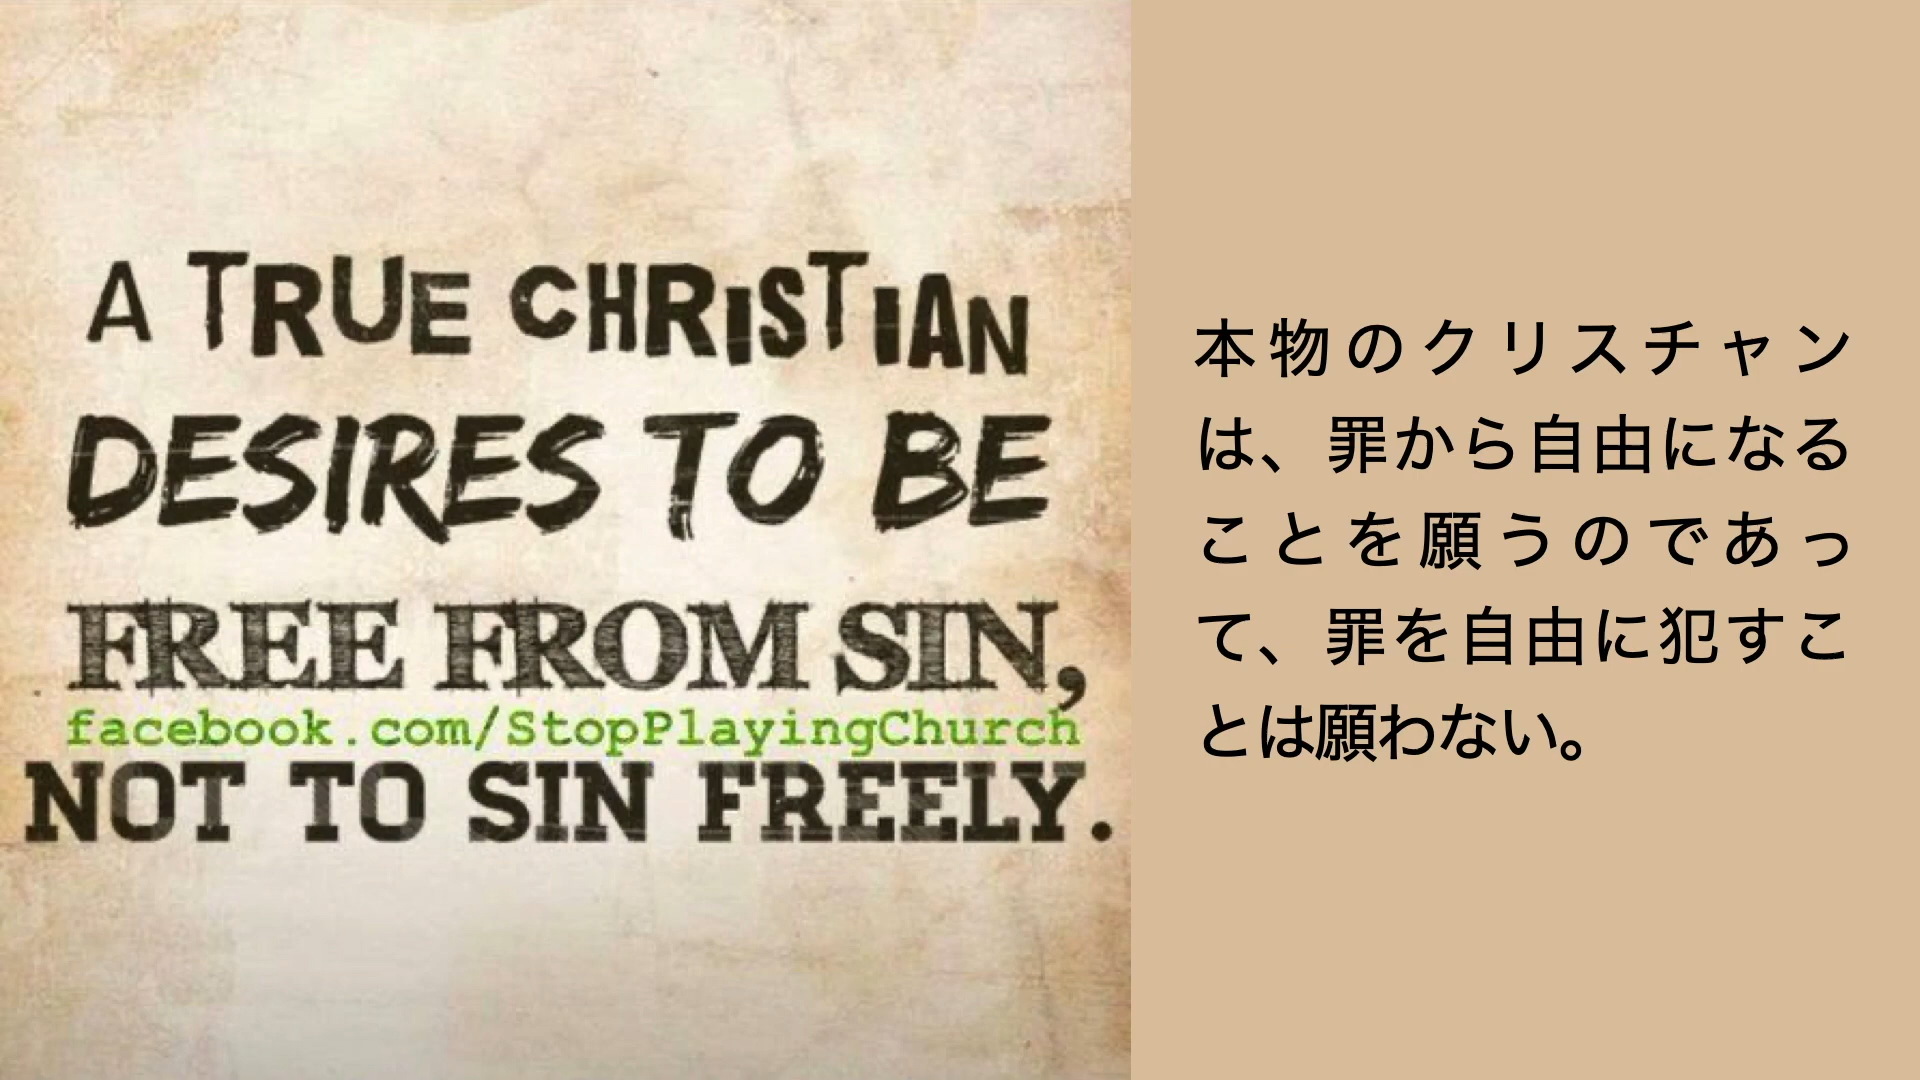 A TRUE CHRISTIAN
DESIRES TO BE
FREE FROM SIN,
facebook.com/StopPlayingChurch
NOT TO SIN FREELY.
本物のクリスチャン
は、罪から自由になる
ことを願うのであっ
て、罪を自由に犯すこ
とは願わない。